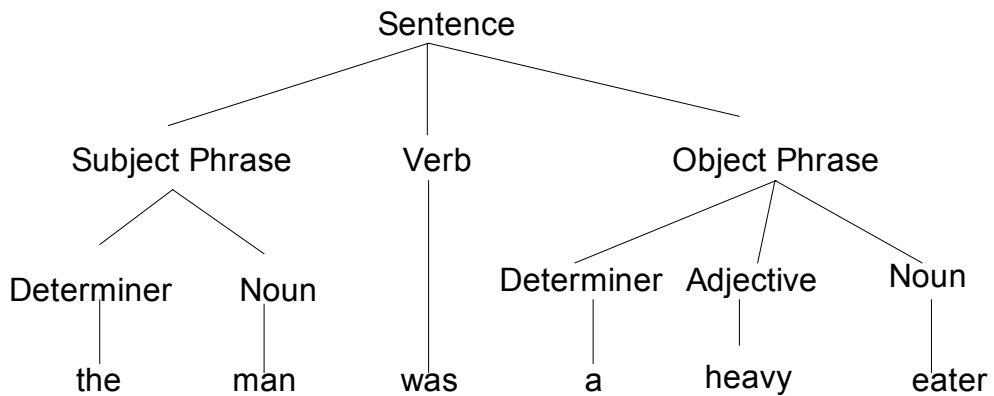 Sentence
Subject Phrase Verb Object Phrase
Determiner Noun Determiner Adjective Noun
the man was a heavy eater